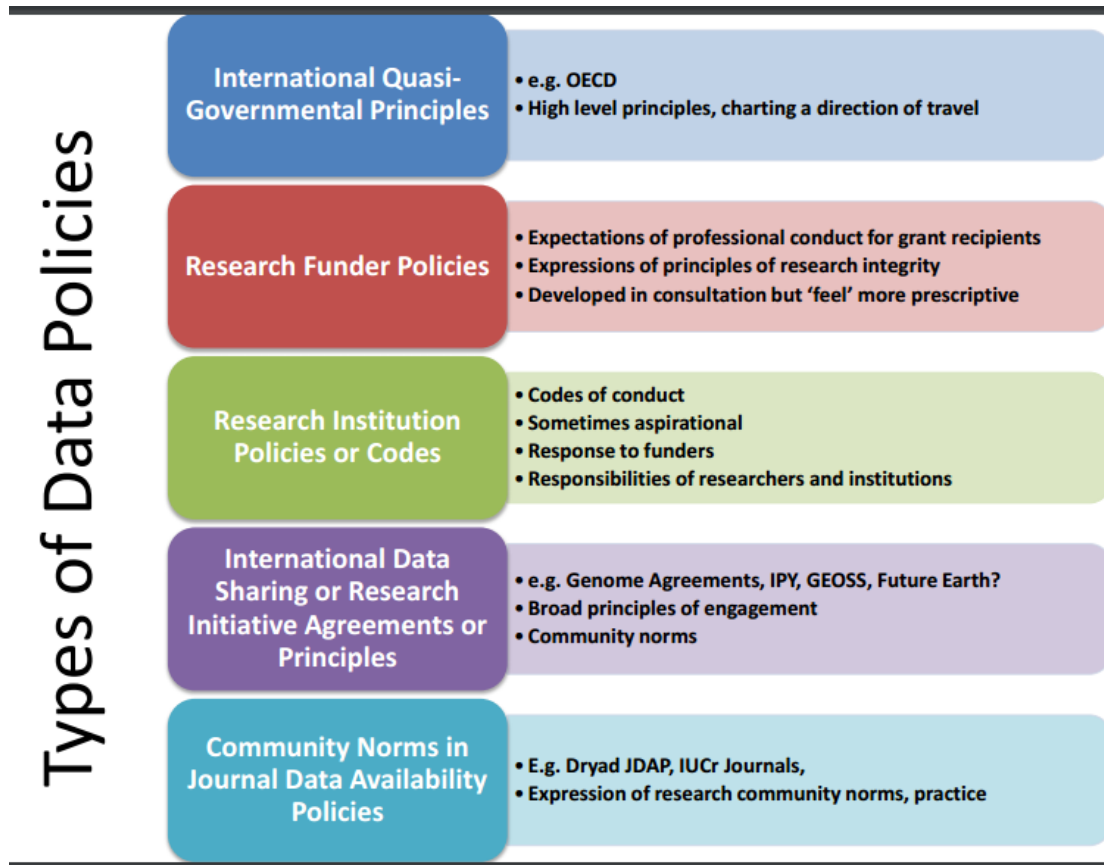 Types of Data Policies
International Quasi-
Governmental Principles
• e.g. OECD
• High level principles, charting a direction of travel
Research Funder Policies
• Expectations of professional conduct for grant recipients
• Expressions of principles of research integrity
• Developed in consultation but ‘feel’ more prescriptive
Research Institution
Policies or Codes
• Codes of conduct
• Sometimes aspirational
• Response to funders
• Responsibilities of researchers and institutions
International Data
Sharing or Research
Initiative Agreements or
Principles
• e.g. Genome Agreements, IPY, GEOSS, Future Earth?
• Broad principles of engagement
• Community norms
Community Norms in
Journal Data Availability
Policies
• E.g. Dryad JDAP, IUCr Journals,
• Expression of research community norms, practice